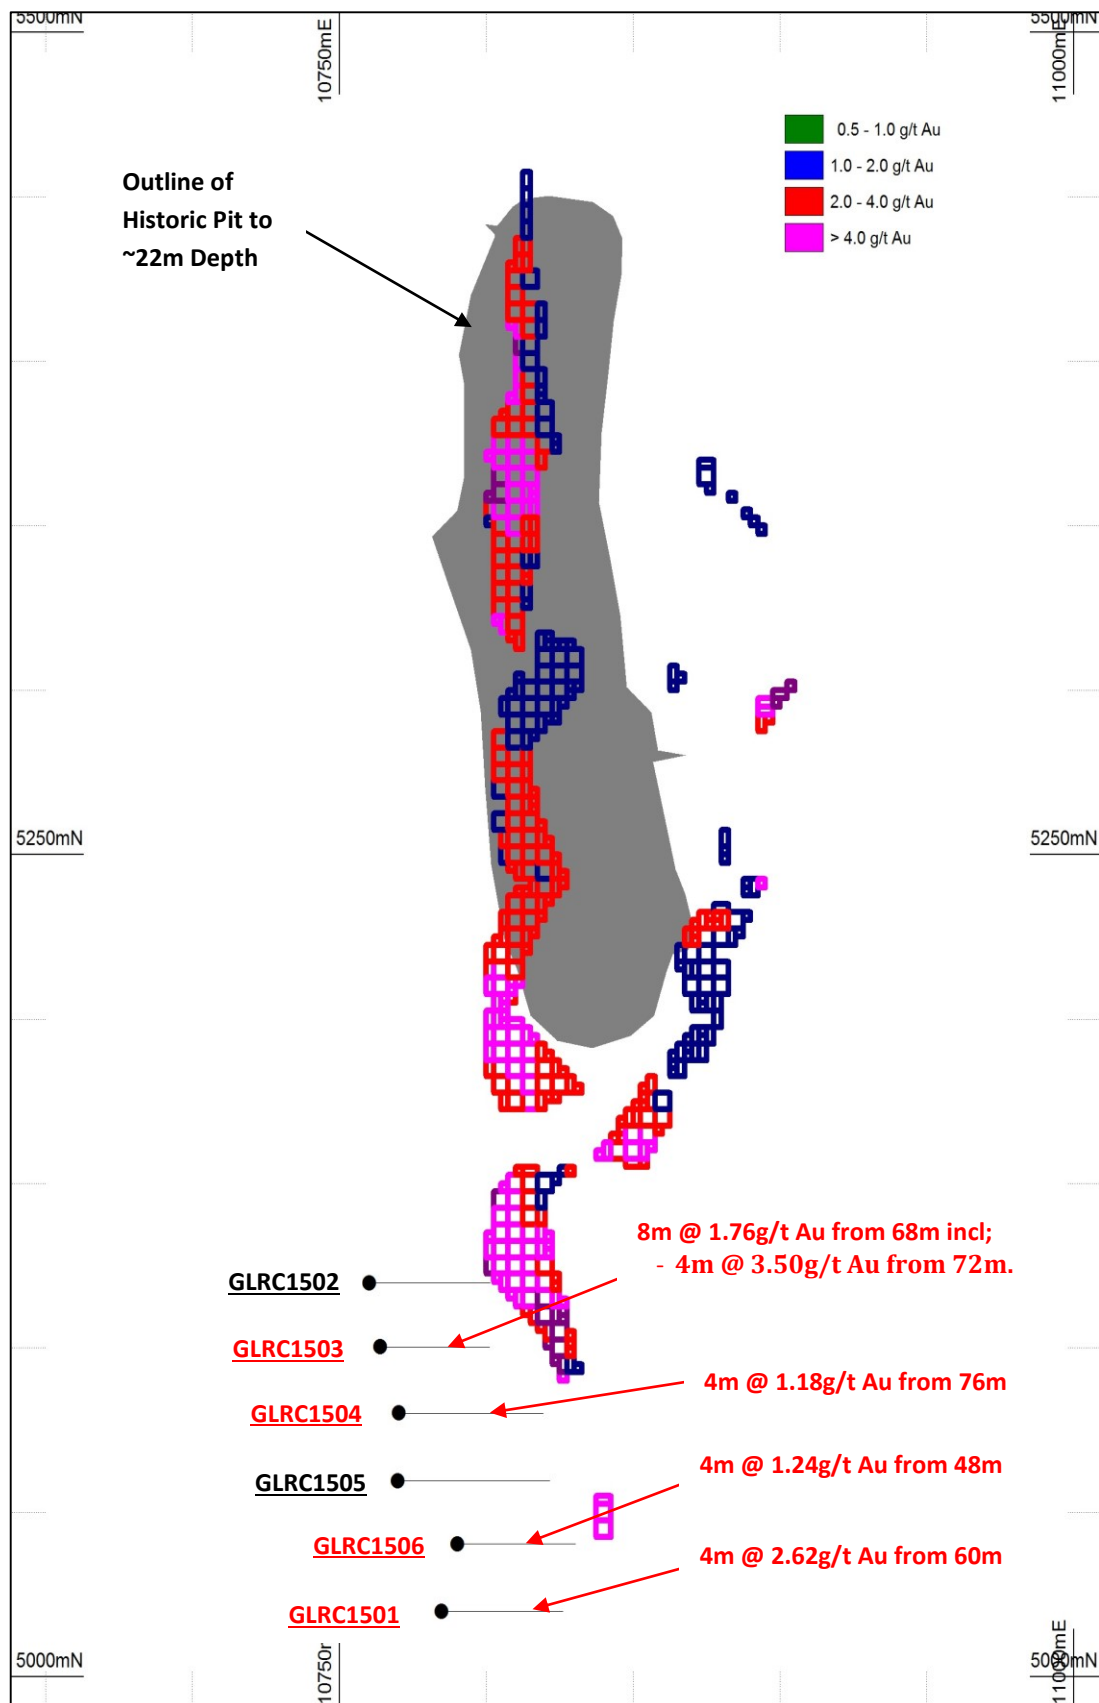 5500mN
10750mE
5500mN
11000mE
0.5 - 1.0 g/t Au
1.0 - 2.0 g/t Au
2.0 - 4.0 g/t Au
> 4.0 g/t Au
Outline of
Historic Pit to
~22m Depth
5250mN
5250mN
8m @ 1.76g/t Au from 68m incl;
- 4m @ 3.50g/t Au from 72m.
GLRC1502
GLRC1503
4m @ 1.18g/t Au from 76m
GLRC1504
4m @ 1.24g/t Au from 48m
GLRC1505
GLRC1506
4m @ 2.62g/t Au from 60m
GLRC1501
5000mN
10750r
5000mN
11000mE